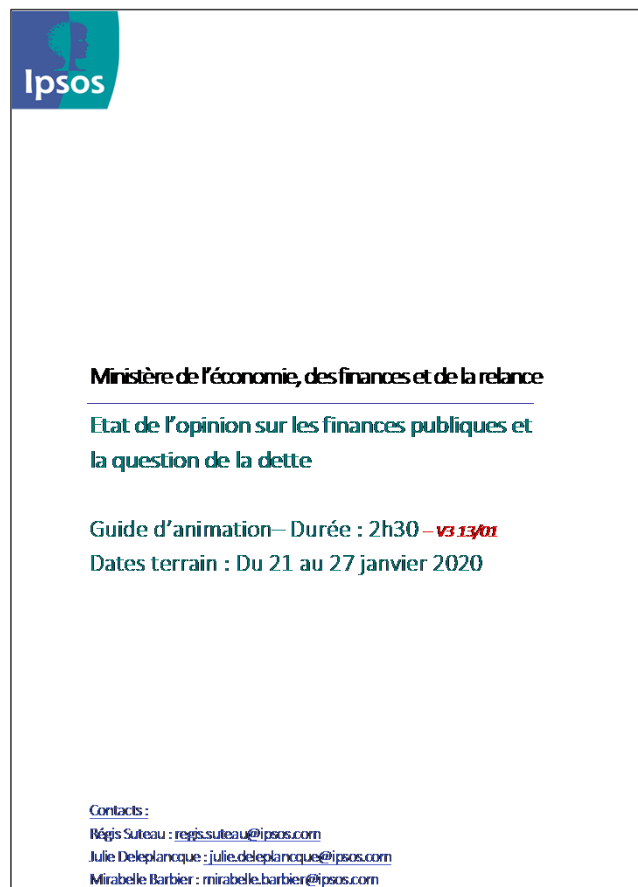 Ipsos
Ministère de l'économie, des finances et de la relance
Etat de l'opinion sur les finances publiques et
la question de la dette
Guide d'animation– Durée : 2h30 – V3 13/01
Dates terrain : Du 21 au 27 janvier 2020
Contacts :
Régis Suteau : regis.suteau@ipsos.com
Julie Deleplancque : julie.deleplancque@ipsos.com
Mirabelle Barbier : mirabelle.barbier@ipsos.com